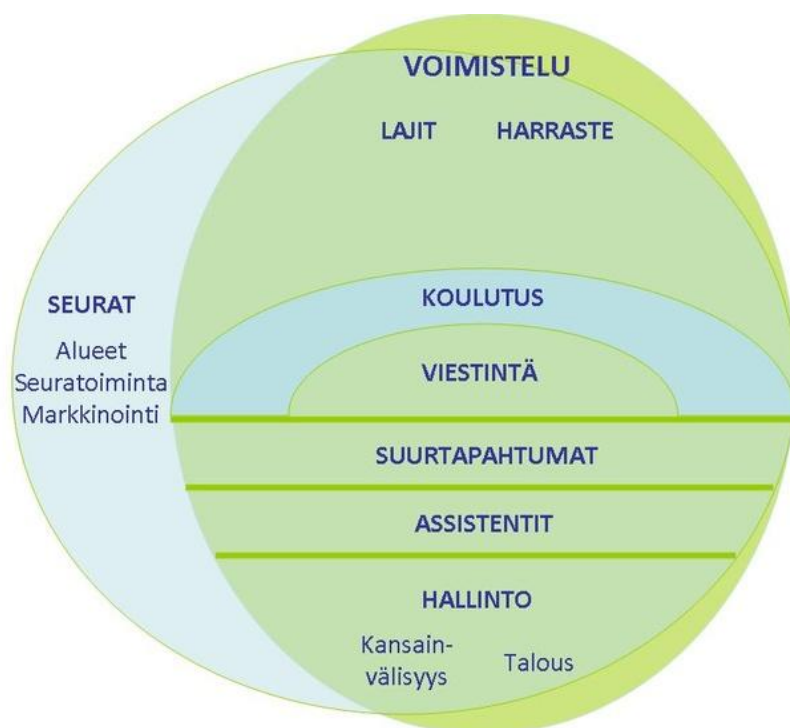 VOIMISTELU
LAJIT HARRASTE
KOULUTUS
SEURAT
Alueet
Seuratoiminta
Markkinointi
VIESTINTÄ
SUURTAPAHTUMAT
ASSISTENTIT
HALLINTO
Kansain-
välisyys
Talous